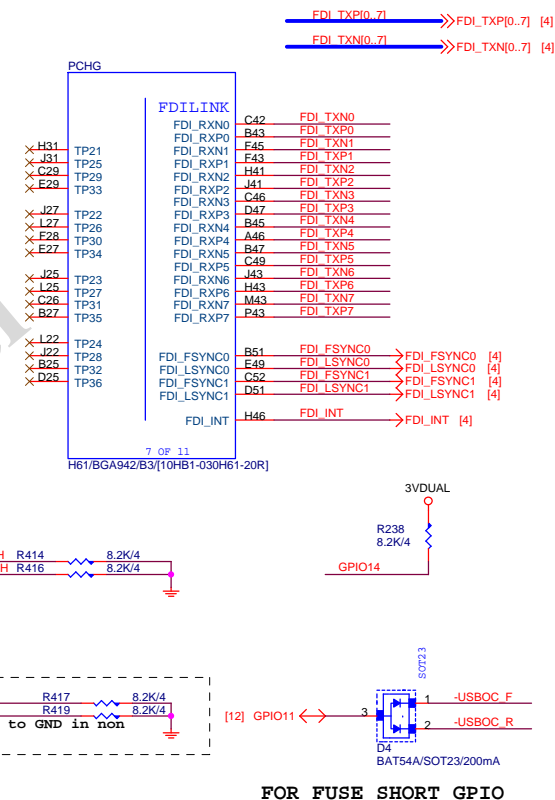 FDI_TXP[0..7] FDI_TXP[0..7] [4]
FDI_TXN[0..7] FDI_TXN[0..7] [4]
PCHG
FDILINK
H31 TP21 FDI_RXN0 C42 FDI_TXN0
J31 TP25 FDI_RXP0 B43 FDI_TXP0
C29 TP29 FDI_RXN1 F45 FDI_TXN1
E29 TP33 FDI_RXP1 F43 FDI_TXP1
FDI_RXN2 H41 FDI_TXN2
FDI_RXP2 J41 FDI_TXP2
FDI_RXN3 C46 FDI_TXN3
J27 TP22 FDI_RXP3 D47 FDI_TXP3
L27 TP26 FDI_RXN4 B45 FDI_TXN4
F28 TP30 FDI_RXP4 A46 FDI_TXP4
E27 TP34 FDI_RXN5 B47 FDI_TXN5
FDI_RXP5 C49 FDI_TXP5
J25 TP23 FDI_RXN6 J43 FDI_TXN6
L25 TP27 FDI_RXP6 H43 FDI_TXP6
C26 TP31 FDI_RXN7 M43 FDI_TXN7
B27 TP35 FDI_RXP7 P43 FDI_TXP7
L22 TP24
J22 TP28 FDI_FSYNC0 B51 FDI_FSYNC0 FDI_FSYNC0 [4]
B25 TP32 FDI_LSYNC0 E49 FDI_LSYNC0 FDI_LSYNC0 [4]
D25 TP36 FDI_FSYNC1 C52 FDI_FSYNC1 FDI_FSYNC1 [4]
FDI_LSYNC1 D51 FDI_LSYNC1 FDI_LSYNC1 [4]
FDI_INT H46 FDI_INT FDI_INT [4]
7 OF 11
H61/BGA942/B3/[10HB1-030H61-20R]
3VDUAL
R238
8.2K/4
GPIO14
H R414 8.2K/4
H R416 8.2K/4
R417 8.2K/4
R419 8.2K/4
to GND in non
SOT23
[12] GPIO11 3 1 -USBOC_F
2 -USBOC_R
D4
BAT54A/SOT23/200mA
FOR FUSE SHORT GPIO